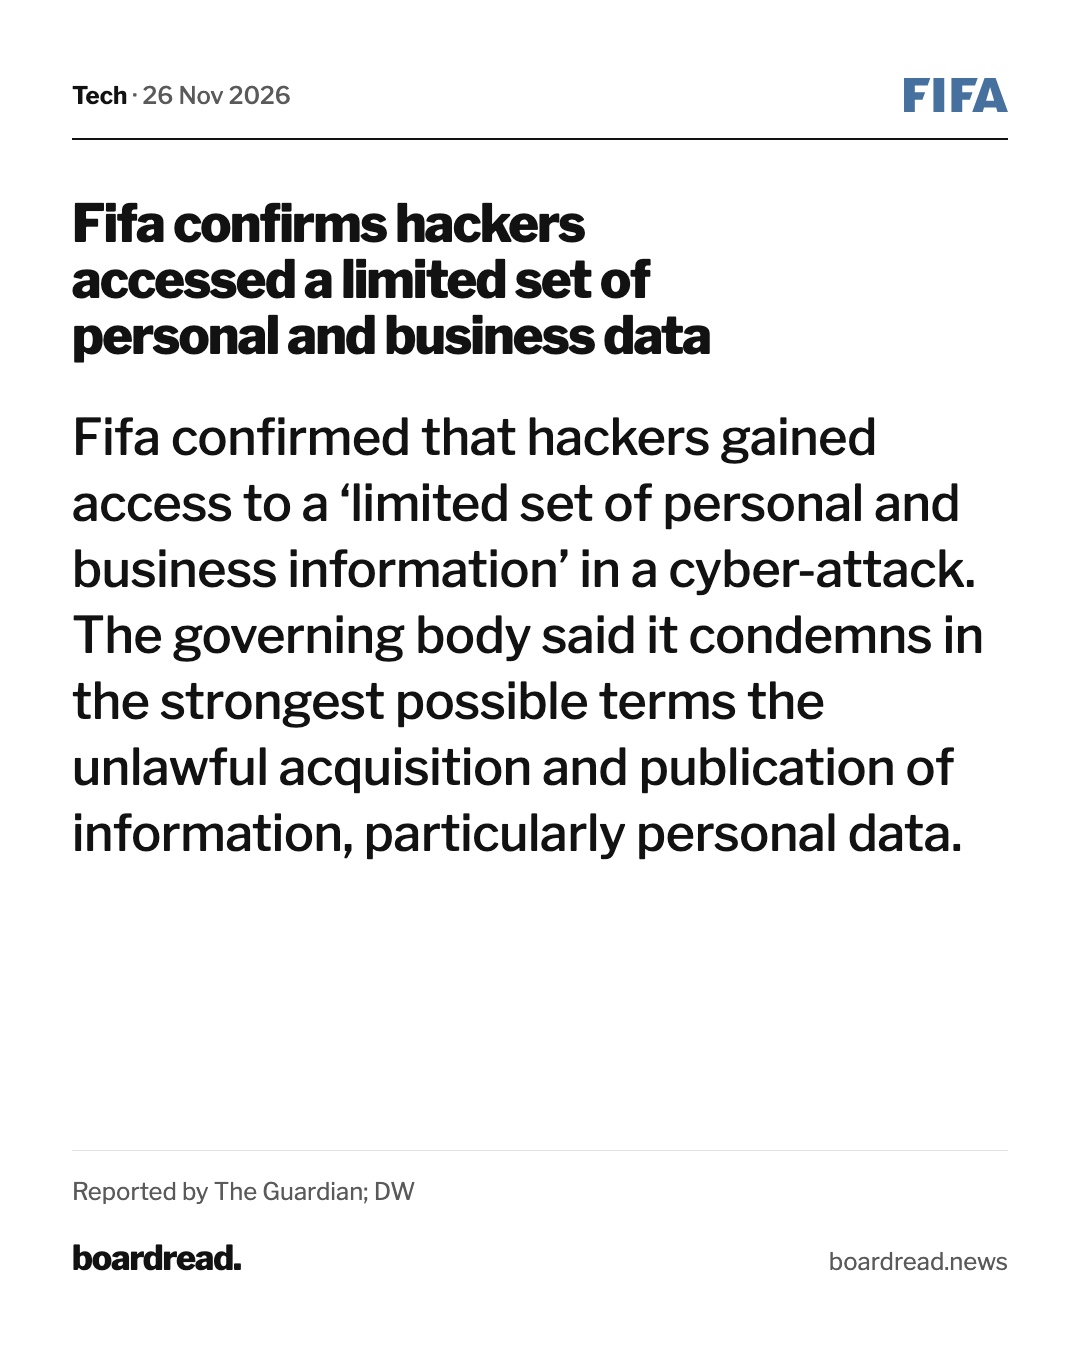 Tech · 26 Nov 2026
FIFA
Fifa confirms hackers
accessed a limited set of
personal and business data
Fifa confirmed that hackers gained
access to a ‘limited set of personal and
business information’ in a cyber-attack.
The governing body said it condemns in
the strongest possible terms the
unlawful acquisition and publication of
information, particularly personal data.
Reported by The Guardian; DW
boardread.
boardread.news